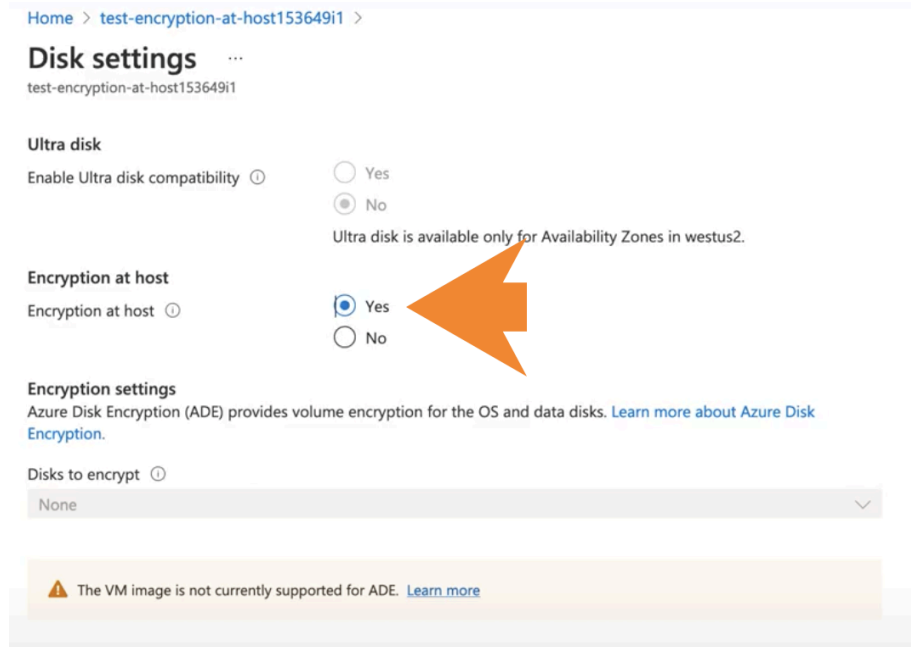 Home > test-encryption-at-host153649i1 >
Disk settings ...
test-encryption-at-host153649i1
Ultra disk
Enable Ultra disk compatibility
Yes
No
Ultra disk is available only for Availability Zones in westus2.
Encryption at host
Encryption at host
Yes
No
Encryption settings
Azure Disk Encryption (ADE) provides volume encryption for the OS and data disks. Learn more about Azure Disk
Encryption.
Disks to encrypt
None
The VM image is not currently supported for ADE. Learn more